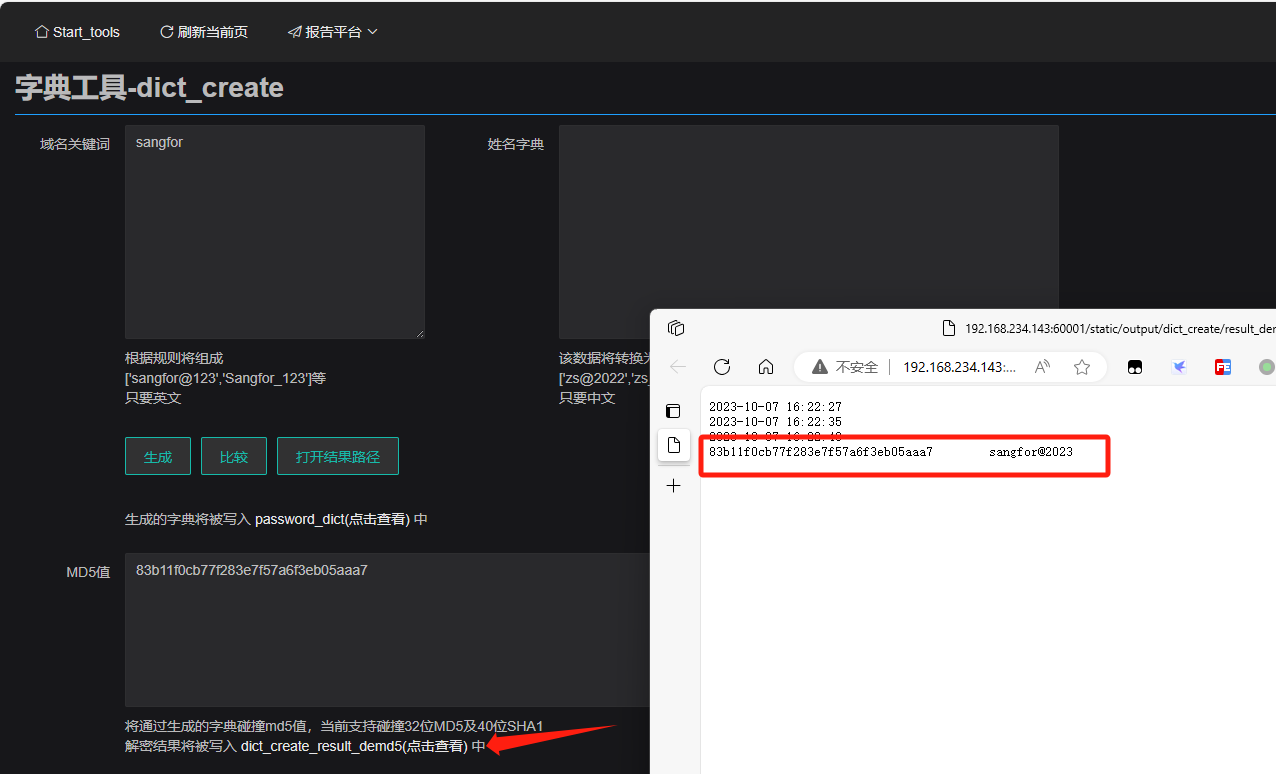 Start_tools 刷新当前页 报告平台
字典工具-dict_create
域名关键词
sangfor
姓名字典
根据规则将组成
['sangfor@123','Sangfor_123']等
只要英文
该数据将转换为
['zs@2022','zs_
只要中文
生成 比较 打开结果路径
生成的字典将被写入 password_dict(点击查看) 中
MD5值
83b11f0cb77f283e7f57a6f3eb05aaa7
将通过生成的字典碰撞md5值，当前支持碰撞32位MD5及40位SHA1
解密结果将被写入 dict_create_result_demd5(点击查看) 中
192.168.234.143:60001/static/output/dict_create/result_der
不安全 192.168.234.143:...
2023-10-07 16:22:27
2023-10-07 16:22:35
2023-10-07 16:22:40
83b11f0cb77f283e7f57a6f3eb05aaa7 sangfor@2023